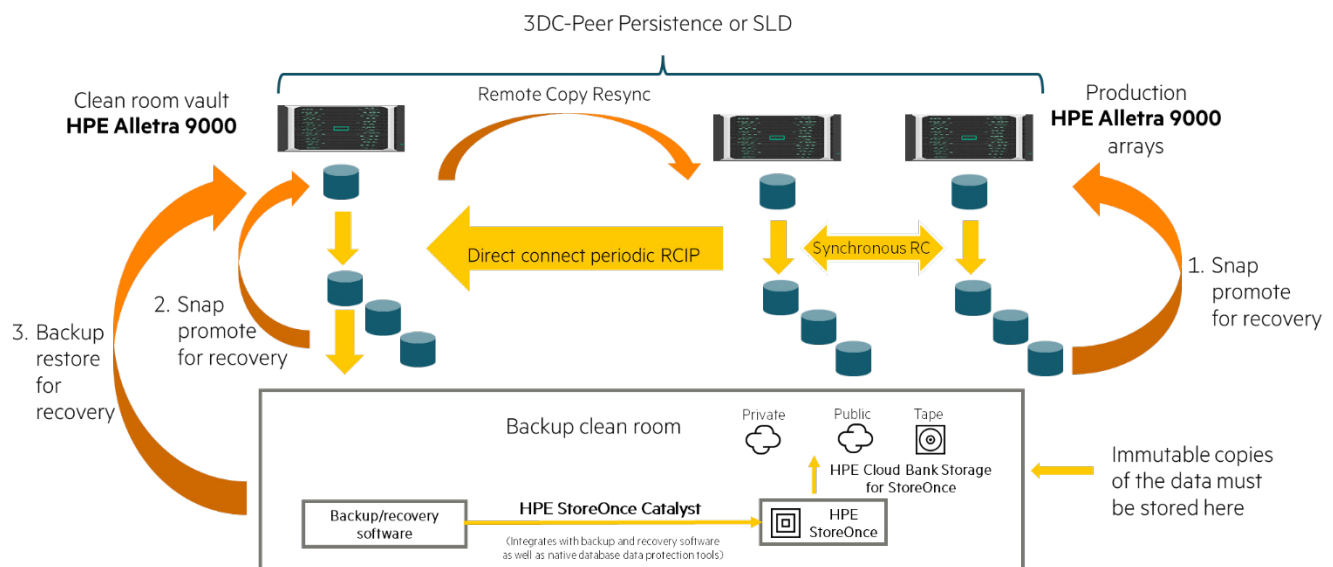 3DC-Peer Persistence or SLD
Clean room vault
HPE Alletra 9000
Remote Copy Resync
Production
HPE Alletra 9000
arrays
Direct connect periodic RCIP
Synchronous RC
1. Snap
promote
for recovery
2. Snap
promote
for recovery
3. Backup
restore
for
recovery
Backup clean room
Private
Public
Tape
HPE Cloud Bank Storage
for StoreOnce
Immutable copies
of the data must
be stored here
Backup/recovery
software
HPE StoreOnce Catalyst
(Integrates with backup and recovery software
as well as native database data protection tools)
HPE
StoreOnce